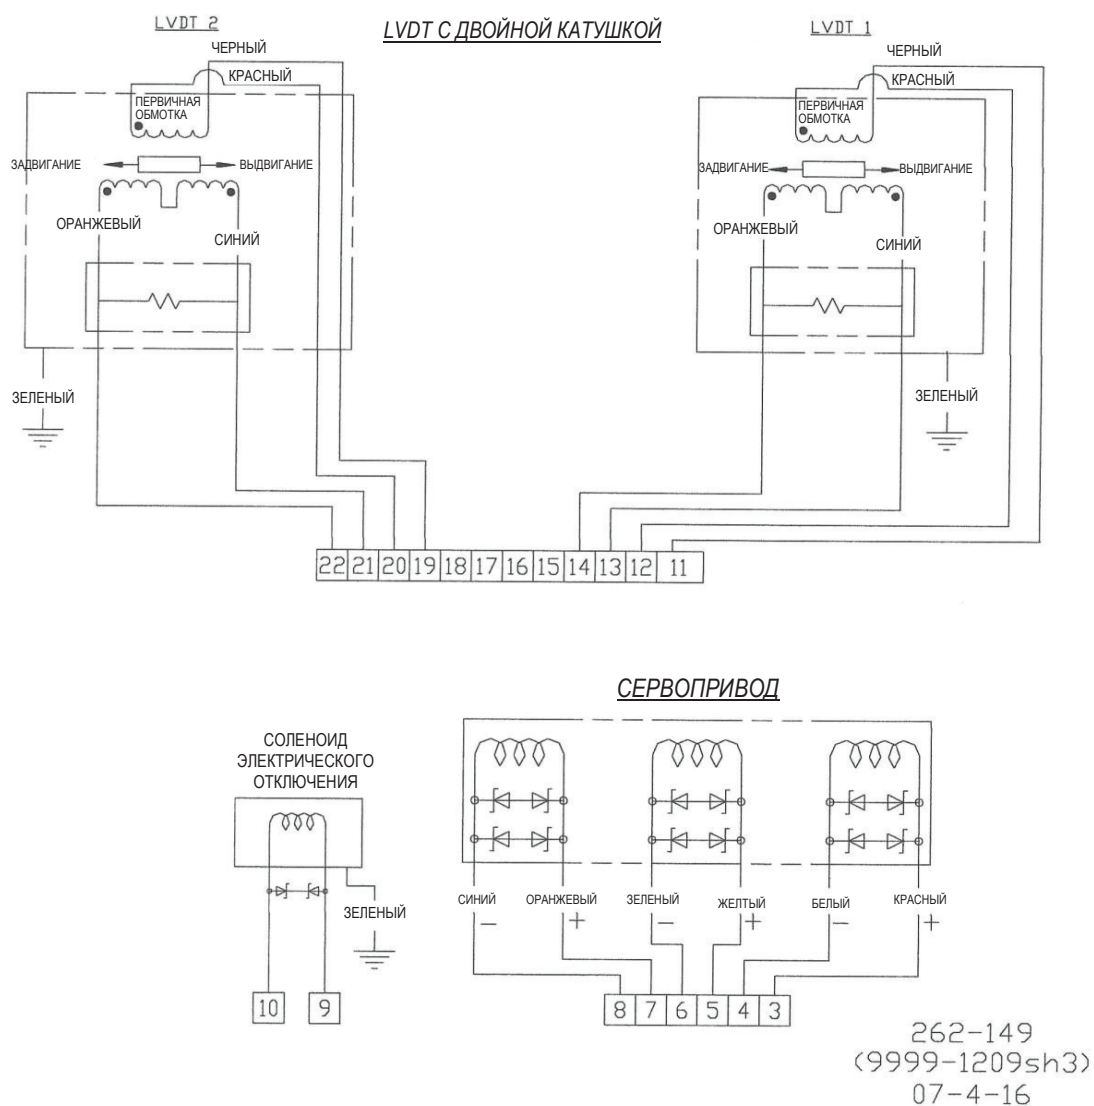 LVDT 2
LVDT С ДВОЙНОЙ КАТУШКОЙ
LVDT 1
ЧЕРНЫЙ
КРАСНЫЙ
ПЕРВИЧНАЯ
ОБМОТКА
ЗАДВИГАНИЕ
ВЫДВИГАНИЕ
ОРАНЖЕВЫЙ
СИНИЙ
ЗЕЛЕНЫЙ
ЧЕРНЫЙ
КРАСНЫЙ
ПЕРВИЧНАЯ
ОБМОТКА
ЗАДВИГАНИЕ
ВЫДВИГАНИЕ
ОРАНЖЕВЫЙ
СИНИЙ
ЗЕЛЕНЫЙ
22 21 20 19 18 17 16 15 14 13 12 11
СЕРВОПРИВОД
СОЛЕНОИД
ЭЛЕКТРИЧЕСКОГО
ОТКЛЮЧЕНИЯ
ЗЕЛЕНЫЙ
10 9
СИНИЙ ОРАНЖЕВЫЙ ЗЕЛЕНЫЙ ЖЕЛТЫЙ БЕЛЫЙ КРАСНЫЙ
− + − + − +
8 7 6 5 4 3
262-149
(9999-1209sh3)
07-4-16